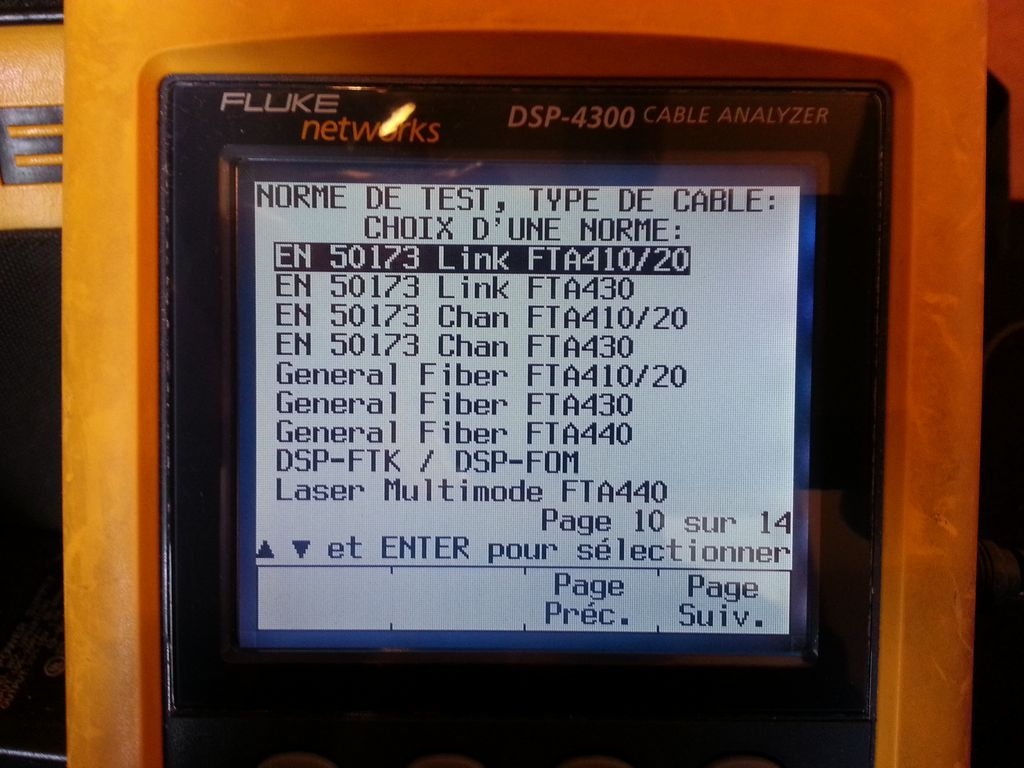 FLUKE
networks
DSP-4300 CABLE ANALYZER
NORME DE TEST, TYPE DE CABLE:
CHOIX D'UNE NORME:
EN 50173 Link FTA410/20
EN 50173 Link FTA430
EN 50173 Chan FTA410/20
EN 50173 Chan FTA430
General Fiber FTA410/20
General Fiber FTA430
General Fiber FTA440
DSP-FTK / DSP-FOM
Laser Multimode FTA440
Page 10 sur 14
▲ ▼ et ENTER pour sélectionner
Page Page
Préc. Suiv.